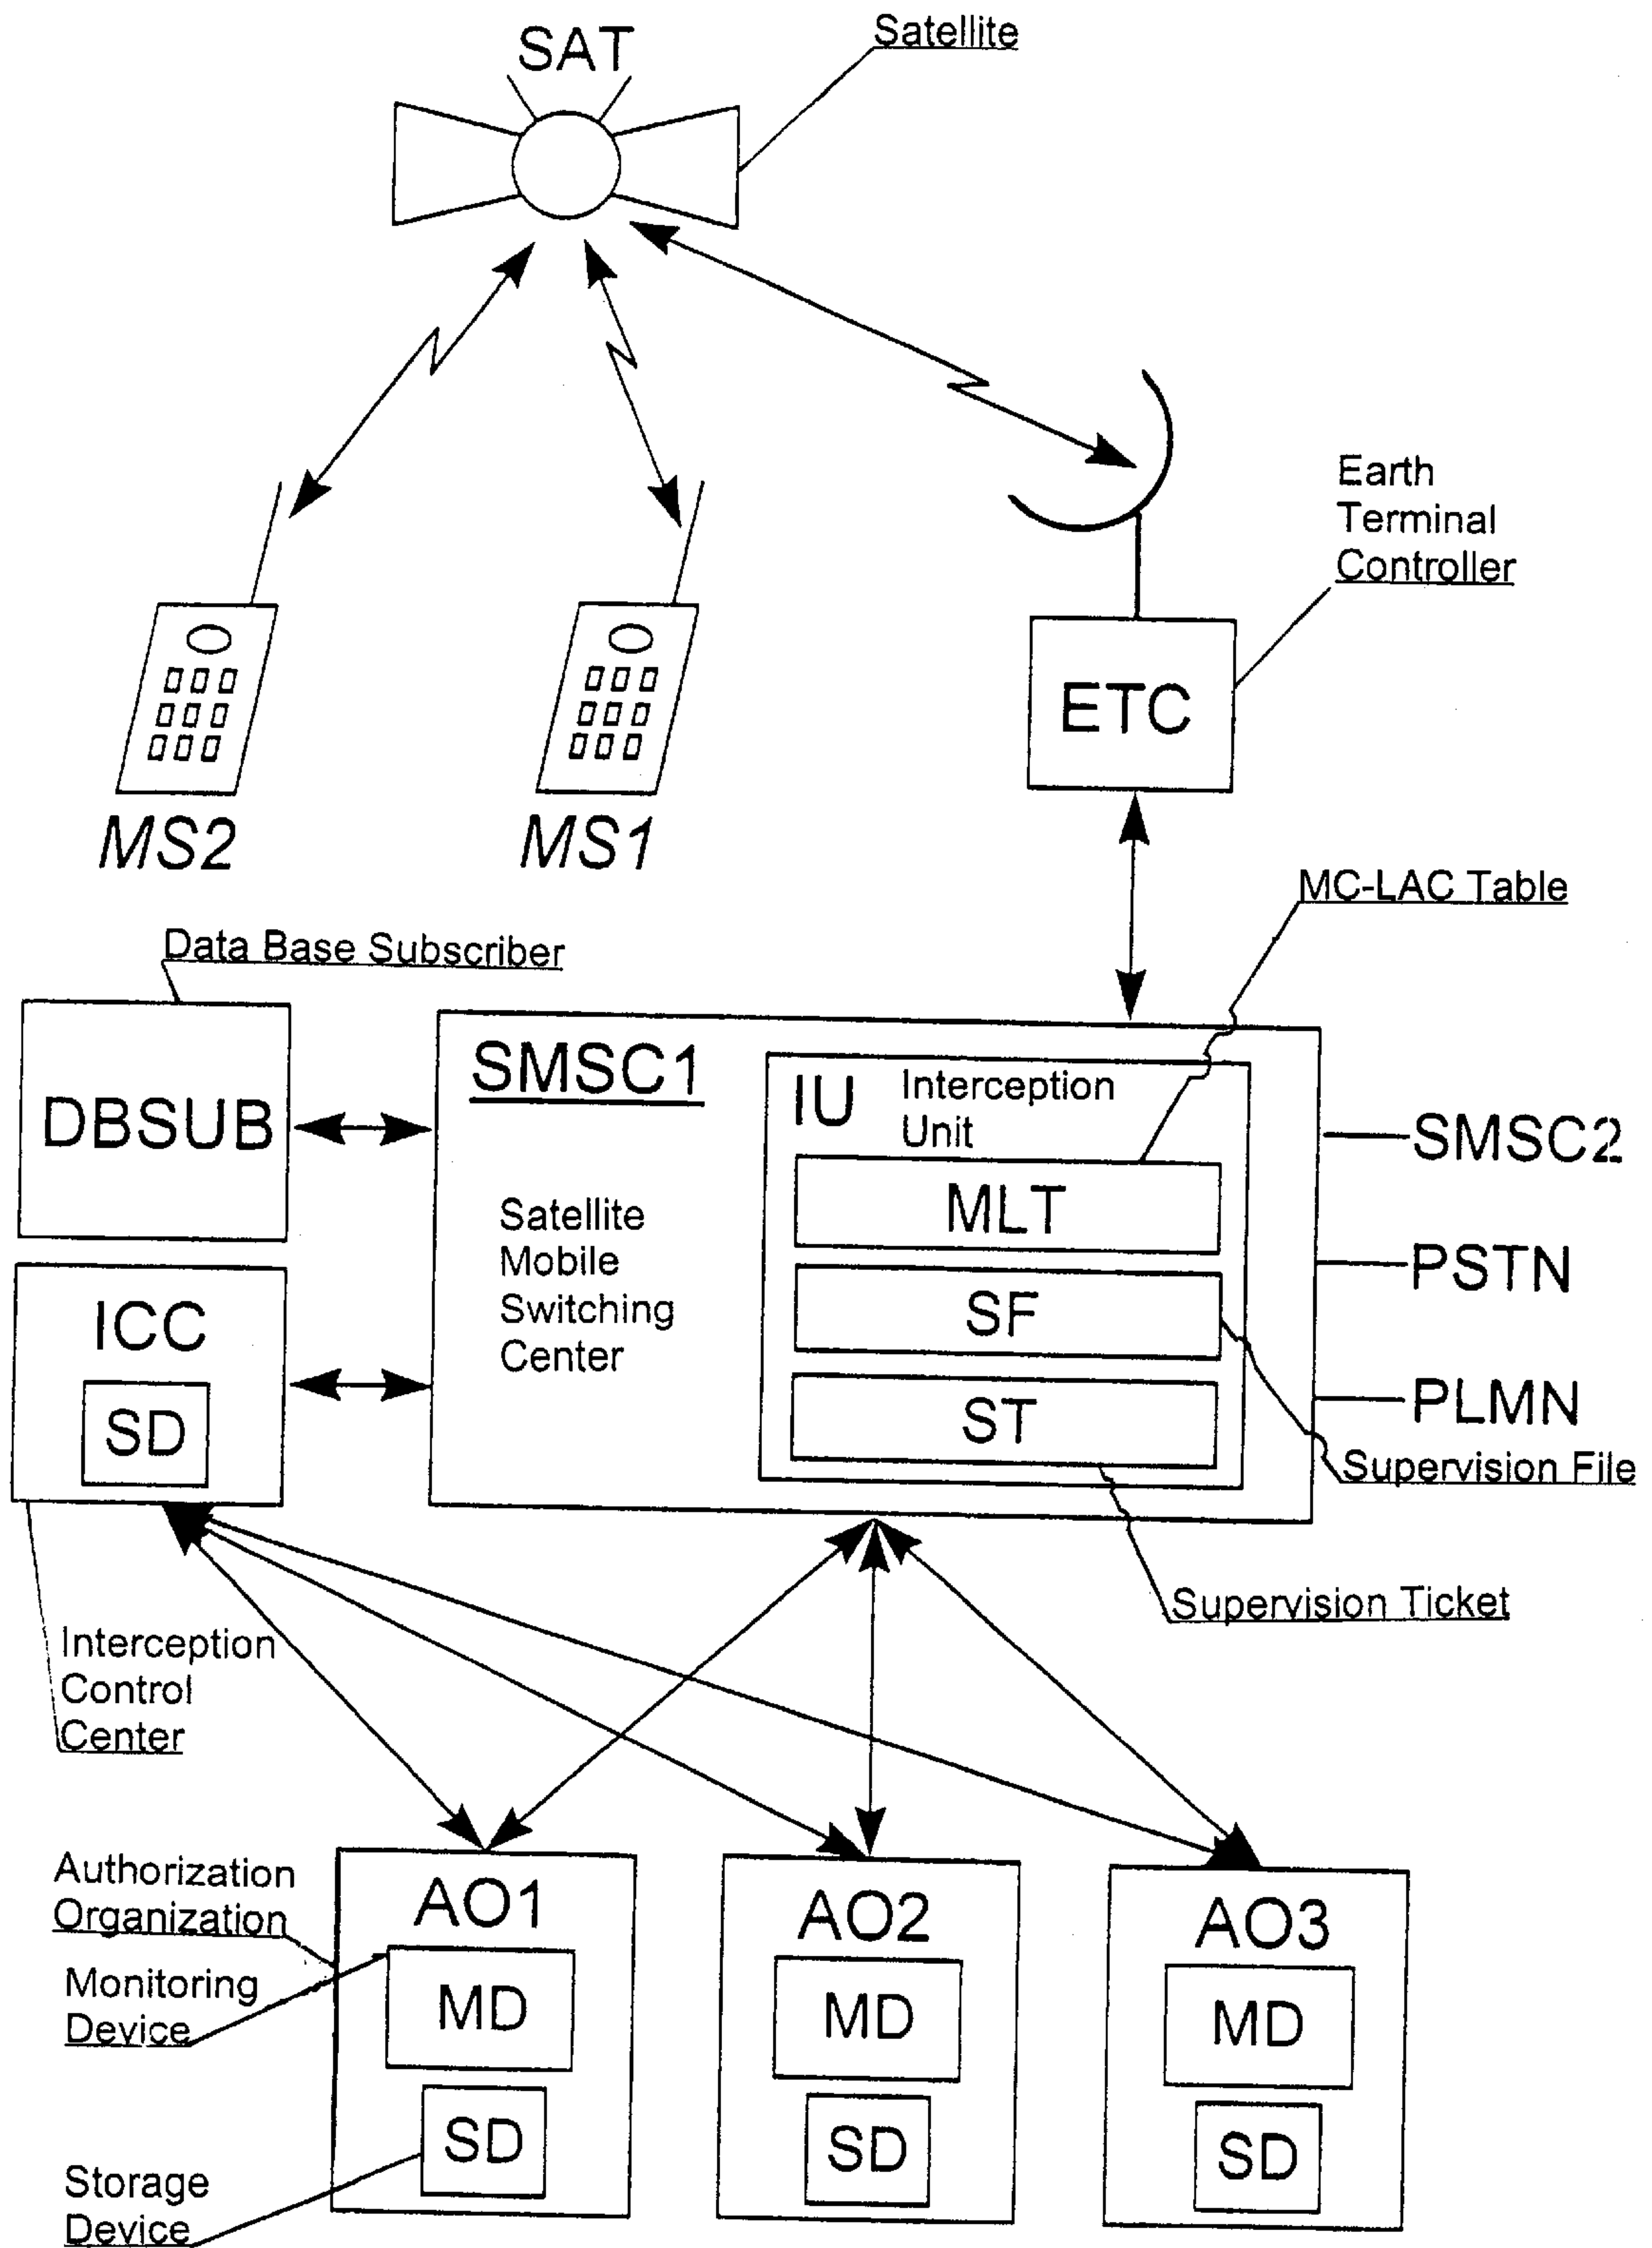 SAT
Satellite
Earth
Terminal
Controller
ETC
MS2
MS1
MC-LAC Table
Data Base Subscriber
DBSUB
SMSC1
IU
Interception
Unit
MLT
SMSC2
Satellite
Mobile
Switching
Center
SF
PSTN
ICC
SD
ST
PLMN
Supervision File
Supervision Ticket
Interception
Control
Center
Authorization
Organization
AO1
AO2
AO3
Monitoring
Device
MD
MD
MD
SD
SD
SD
Storage
Device